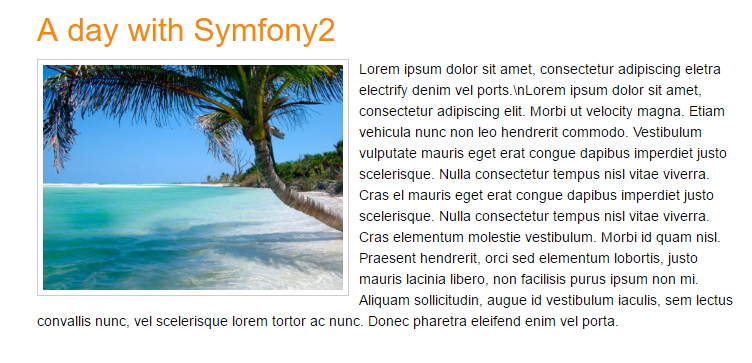 A day with Symfony2
Lorem ipsum dolor sit amet, consectetur adipiscing eletra
electrify denim vel ports.\nLorem ipsum dolor sit amet,
consectetur adipiscing elit. Morbi ut velocity magna. Etiam
vehicula nunc non leo hendrerit commodo. Vestibulum
vulputate mauris eget erat congue dapibus imperdiet justo
scelerisque. Nulla consectetur tempus nisl vitae viverra.
Cras el mauris eget erat congue dapibus imperdiet justo
scelerisque. Nulla consectetur tempus nisl vitae viverra.
Cras elementum molestie vestibulum. Morbi id quam nisl.
Praesent hendrerit, orci sed elementum lobortis, justo
mauris lacinia libero, non facilisis purus ipsum non mi.
Aliquam sollicitudin, augue id vestibulum iaculis, sem lectus
convallis nunc, vel scelerisque lorem tortor ac nunc. Donec pharetra eleifend enim vel porta.